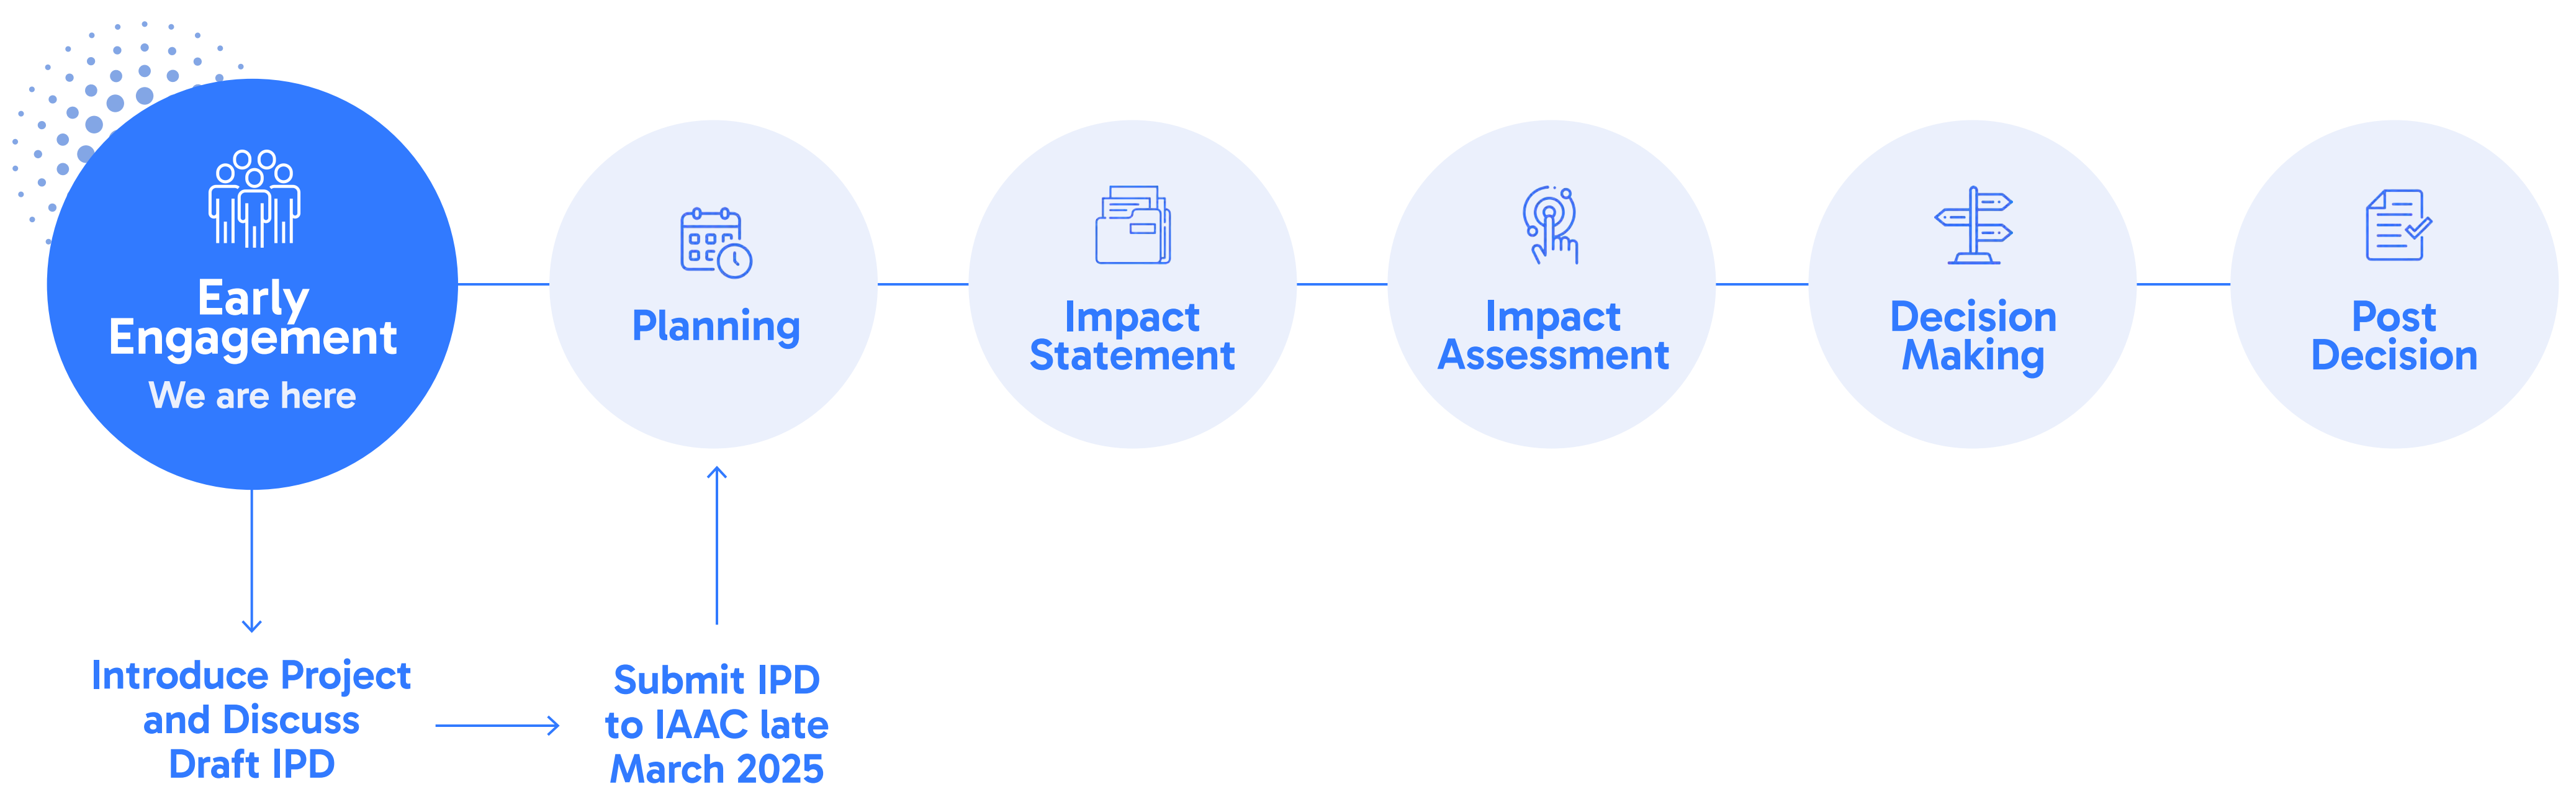 Early
Engagement
We are here
Planning
Impact
Statement
Impact
Assessment
Decision
Making
Post
Decision
Introduce Project
and Discuss
Draft IPD
Submit IPD
to IAAC late
March 2025